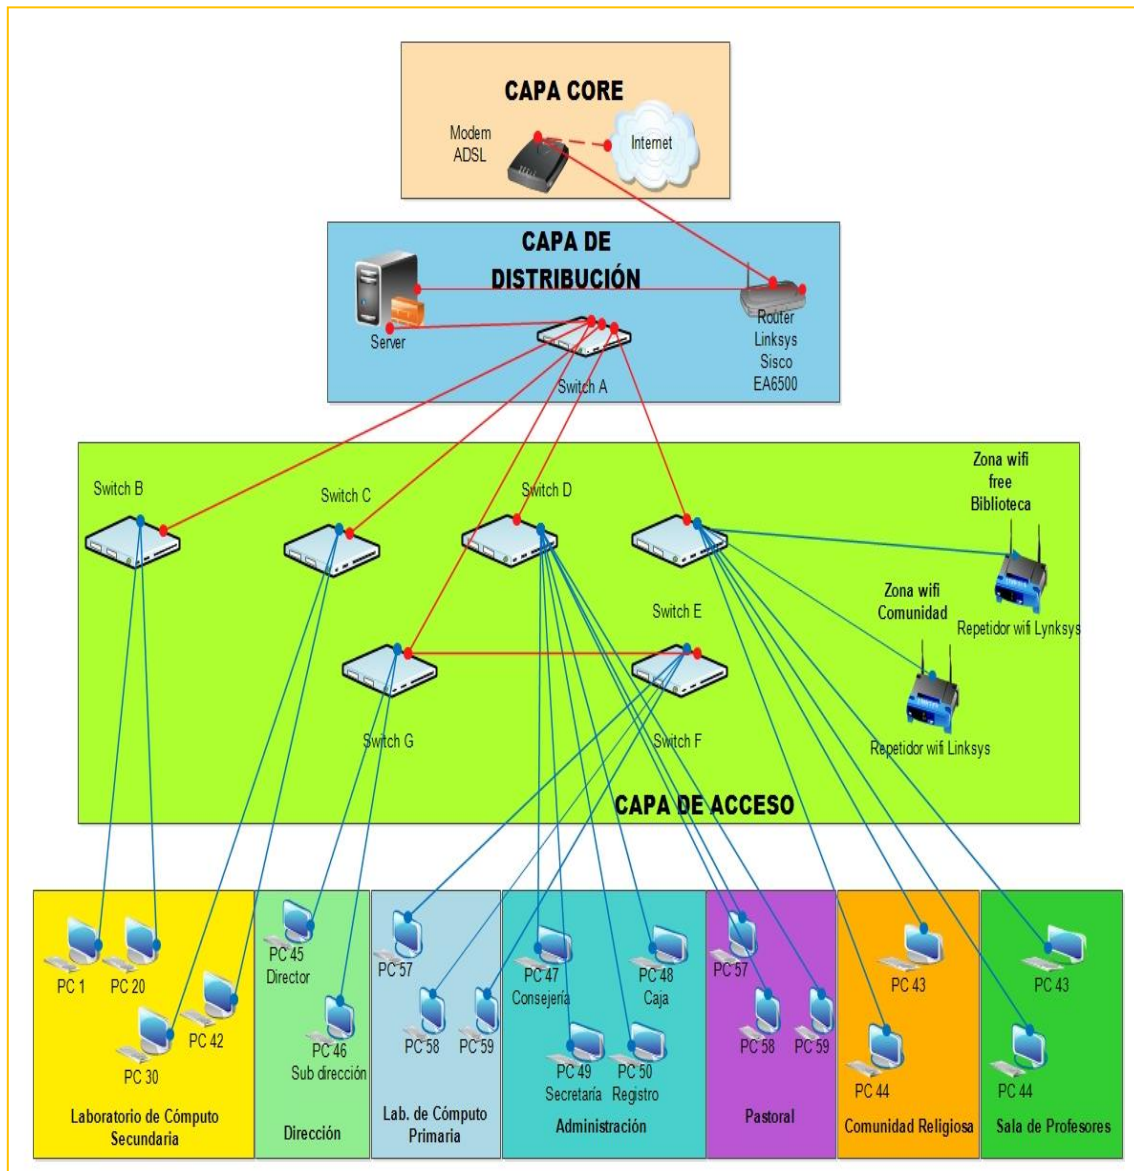 CAPA CORE
Modem
ADSL
Internet
CAPA DE
DISTRIBUCIÓN
Server
Switch A
Router
Linksys
Sisco
EA6500
Switch B
Switch C
Switch D
Switch E
Zona wifi
free
Biblioteca
Repetidor wifi Lynksys
Zona wifi
Comunidad
Repetidor wifi Linksys
Switch G
Switch F
CAPA DE ACCESO
PC 1
PC 20
PC 30
PC 42
Laboratorio de Cómputo
Secundaria
PC 45
Director
PC 46
Sub dirección
Dirección
PC 57
PC 58
PC 59
Lab. de Cómputo
Primaria
PC 47
Consejería
PC 48
Caja
PC 49
Secretaría
PC 50
Registro
Administración
PC 57
PC 58
PC 59
Pastoral
PC 43
PC 44
Comunidad Religiosa
PC 43
PC 44
Sala de Profesores